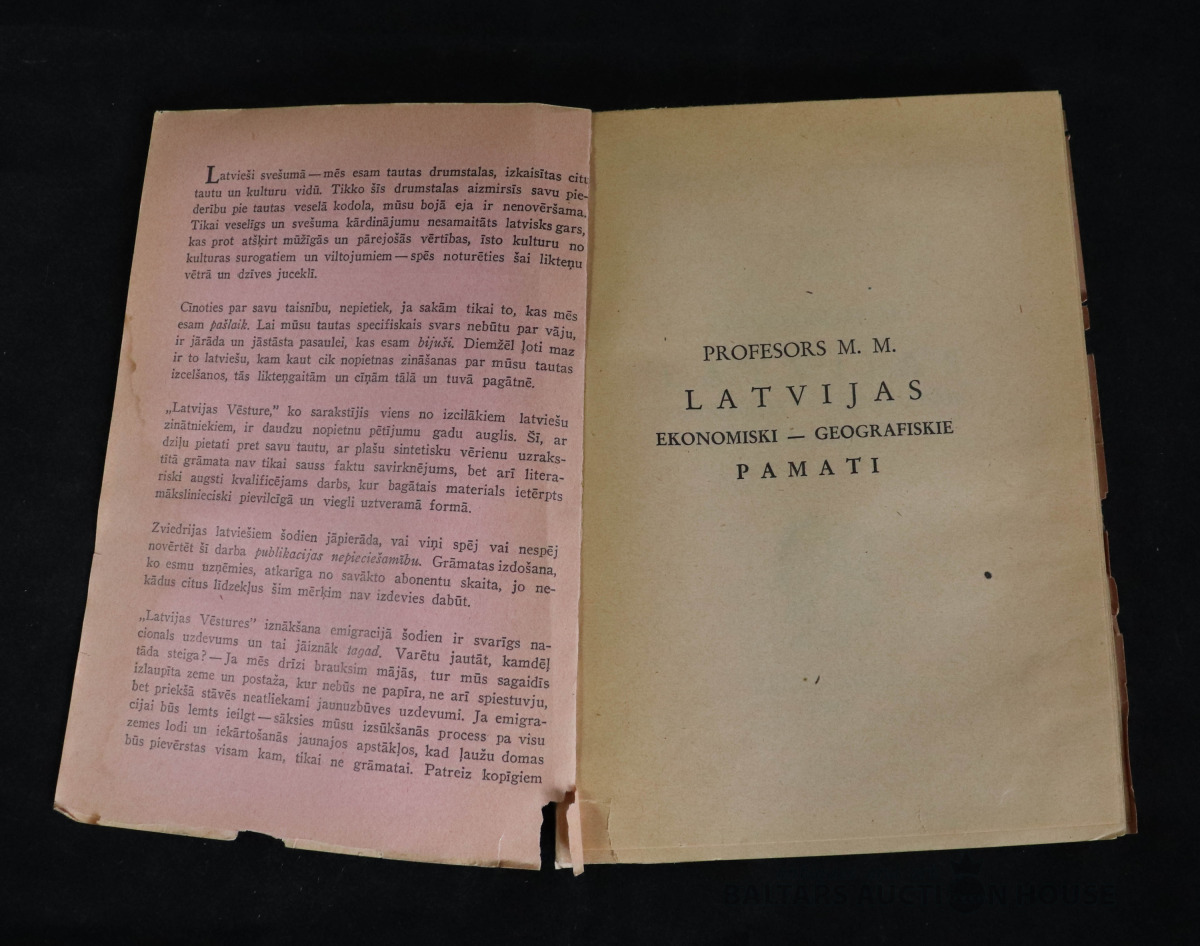 Latvieši svešumā — mēs esam tautas drumstalas, izkaisītas citu
tautu un kulturu vidū. Tikko šīs drumstalas aizmirsīs savu pie-
derību pie tautas veselā kodola, mūsu bojā eja ir nenovēršama.
Tikai veselīgs un svešuma kārdinājumu nesamaitāts latvisks gars,
kas prot atšķirt mūžīgās un pārejošās vērtības, īsto kulturu no
kulturas surogatiem un viltojumiem — spēs noturēties šai likteņu
vētrā un dzīves juceklī.
Cīnoties par savu taisnību, nepietiek, ja sakām tikai to, kas mēs
esam pašlaik. Lai mūsu tautas specifiskais svars nebūtu par vāju,
ir jārāda un jāstāsta pasaulei, kas esam bijuši. Diemžēl ļoti maz
ir to latviešu, kam kaut cik nopietnas zināšanas par mūsu tautas
izcelšanos, tās likteņgaitām un cīņām tālā un tuvā pagātnē.
„Latvijas Vēsture,” ko sarakstījis viens no izcilākiem latviešu
zinātniekiem, ir daudzu nopietnu pētījumu gadu auglis. Šī, ar
dziļu pietati pret savu tautu, ar plašu sintetisku vērienu uzraks-
tītā grāmata nav tikai sauss faktu savirknējums, bet arī litera-
riski augsti kvalificējams darbs, kur bagātais materials ietērpts
mākslinieciski pievilcīgā un viegli uztveramā formā.
Zviedrijas latviešiem šodien jāpierāda, vai viņi spēj vai nespēj
novērtēt šī darba publikacijas nepieciešamību. Grāmatas izdošana,
ko esmu uzņēmies, atkarīga no savākto abonentu skaita, jo ne-
kādus citus līdzekļus šim mērķim nav izdevies dabūt.
„Latvijas Vēstures” iznākšana emigracijā šodien ir svarīgs na-
cionals uzdevums un tai jāiznāk tagad. Varētu jautāt, kamdēļ
tāda steiga? — Ja mēs drīzi brauksim mājās, tur mūs sagaidīs
izlaupīta zeme un postaža, kur nebūs ne papīra, ne arī spiestuvju,
bet priekšā stāvēs neatliekami jaunuzbūves uzdevumi. Ja emigra-
cijai būs lemts ieilgt — sāksies mūsu izsūkšanās process pa visu
zemes lodi un iekārtošanās jaunajos apstākļos, kad ļaužu domas
būs pievērstas visam kam, tikai ne grāmatai. Patreiz kopīgiem
PROFESORS M. M.
LATVIJAS
EKONOMISKI — GEOGRAFISKIE
PAMATI
BALTARS AUCTION HOUSE